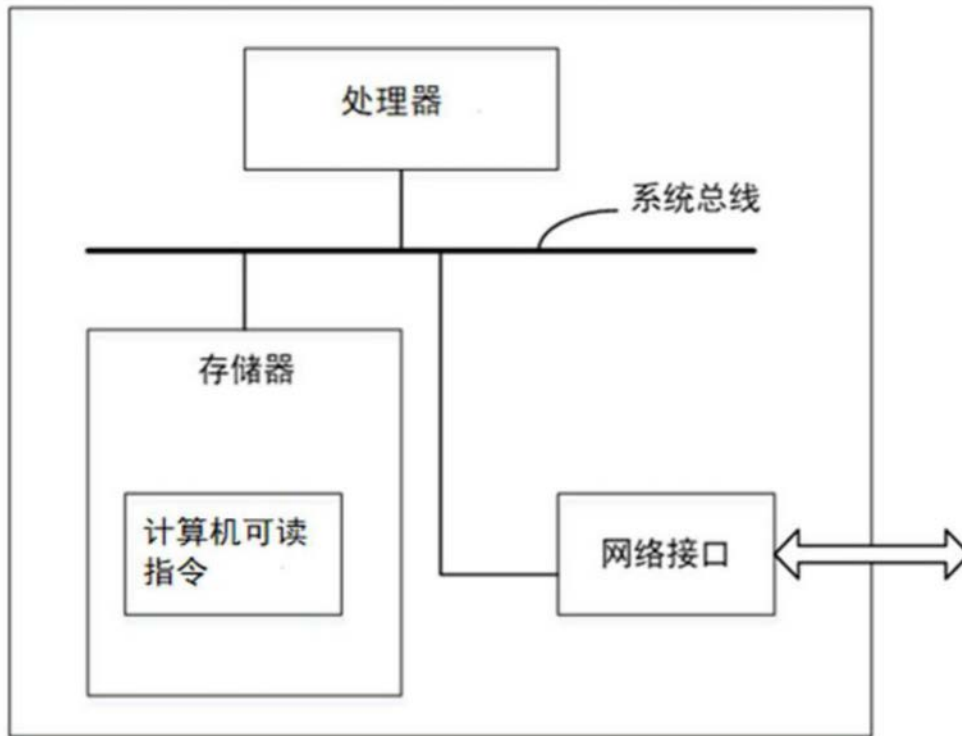 处理器
系统总线
存储器
计算机可读
指令
网络接口